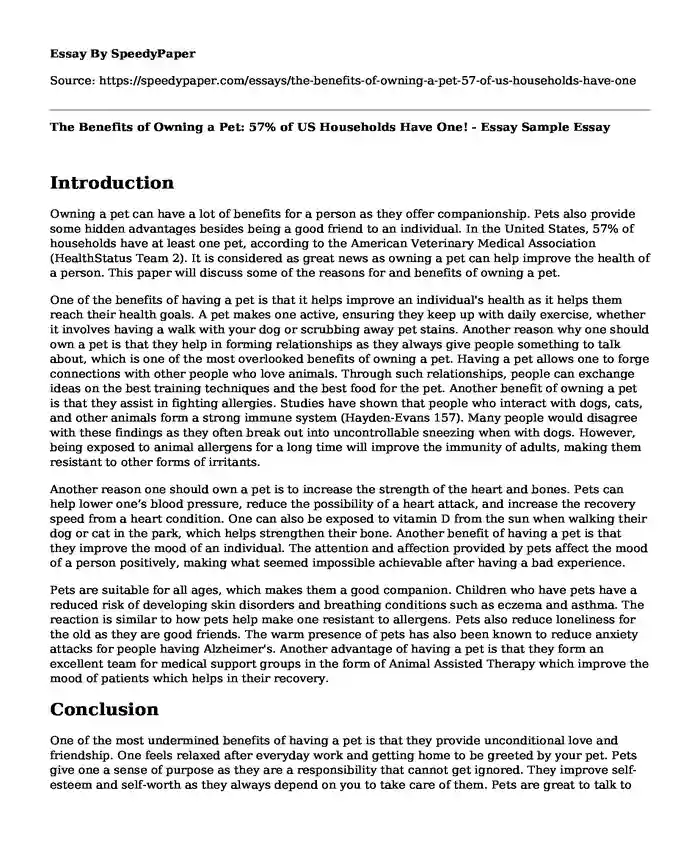 Essay By SpeedyPaper
Source: https://speedypaper.com/essays/the-benefits-of-owning-a-pet-57-of-us-households-have-one
The Benefits of Owning a Pet: 57% of US Households Have One! - Essay Sample Essay
Introduction
Owning a pet can have a lot of benefits for a person as they offer companionship. Pets also provide
some hidden advantages besides being a good friend to an individual. In the United States, 57% of
households have at least one pet, according to the American Veterinary Medical Association
(HealthStatus Team 2). It is considered as great news as owning a pet can help improve the health of
a person. This paper will discuss some of the reasons for and benefits of owning a pet.
One of the benefits of having a pet is that it helps improve an individual's health as it helps them
reach their health goals. A pet makes one active, ensuring they keep up with daily exercise, whether
it involves having a walk with your dog or scrubbing away pet stains. Another reason why one should
own a pet is that they help in forming relationships as they always give people something to talk
about, which is one of the most overlooked benefits of owning a pet. Having a pet allows one to forge
connections with other people who love animals. Through such relationships, people can exchange
ideas on the best training techniques and the best food for the pet. Another benefit of owning a pet
is that they assist in fighting allergies. Studies have shown that people who interact with dogs, cats,
and other animals form a strong immune system (Hayden-Evans 157). Many people would disagree
with these findings as they often break out into uncontrollable sneezing when with dogs. However,
being exposed to animal allergens for a long time will improve the immunity of adults, making them
resistant to other forms of irritants.
Another reason one should own a pet is to increase the strength of the heart and bones. Pets can
help lower one’s blood pressure, reduce the possibility of a heart attack, and increase the recovery
speed from a heart condition. One can also be exposed to vitamin D from the sun when walking their
dog or cat in the park, which helps strengthen their bone. Another benefit of having a pet is that
they improve the mood of an individual. The attention and affection provided by pets affect the mood
of a person positively, making what seemed impossible achievable after having a bad experience.
Pets are suitable for all ages, which makes them a good companion. Children who have pets have a
reduced risk of developing skin disorders and breathing conditions such as eczema and asthma. The
reaction is similar to how pets help make one resistant to allergens. Pets also reduce loneliness for
the old as they are good friends. The warm presence of pets has also been known to reduce anxiety
attacks for people having Alzheimer's. Another advantage of having a pet is that they form an
excellent team for medical support groups in the form of Animal Assisted Therapy which improve the
mood of patients which helps in their recovery.
Conclusion
One of the most undermined benefits of having a pet is that they provide unconditional love and
friendship. One feels relaxed after everyday work and getting home to be greeted by your pet. Pets
give one a sense of purpose as they are a responsibility that cannot get ignored. They improve self-
esteem and self-worth as they always depend on you to take care of them. Pets are great to talk to